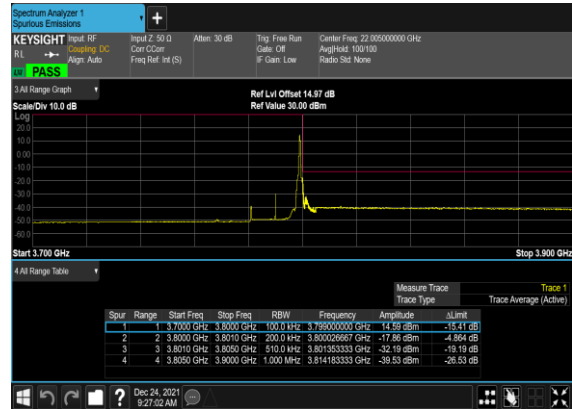 Spectrum Analyzer 1
Spurious Emissions
+
KEYSIGHT Input: RF Input Z: 50 Ω Atten: 30 dB Trig: Free Run Center Freq: 22.005000000 GHz
RL Coupling: DC Corr CCorr Gate: Off Avg|Hold: 100/100
Align: Auto Freq Ref: Int (S) IF Gain: Low Radio Std: None
LW PASS
3 All Range Graph
Ref Lvl Offset 14.97 dB
Scale/Div 10.0 dB Ref Value 30.00 dBm
Log
20.0
10.0
0.00
-10.0
-20.0
-30.0
-40.0
-50.0
-60.0
Start 3.700 GHz Stop 3.900 GHz
4 All Range Table
Measure Trace Trace 1
Trace Type Trace Average (Active)
Spur Range Start Freq Stop Freq RBW Frequency Amplitude ΔLimit
1 1 3.7000 GHz 3.8000 GHz 100.0 kHz 3.799000000 GHz 14.59 dBm -15.41 dB
2 2 3.8000 GHz 3.8010 GHz 200.0 kHz 3.800026667 GHz -17.86 dBm -4.864 dB
3 3 3.8010 GHz 3.8050 GHz 510.0 kHz 3.801353333 GHz -32.19 dBm -19.19 dB
4 4 3.8050 GHz 3.9000 GHz 1.000 MHz 3.814183333 GHz -39.53 dBm -26.53 dB
? Dec 24, 2021
9:27:02 AM